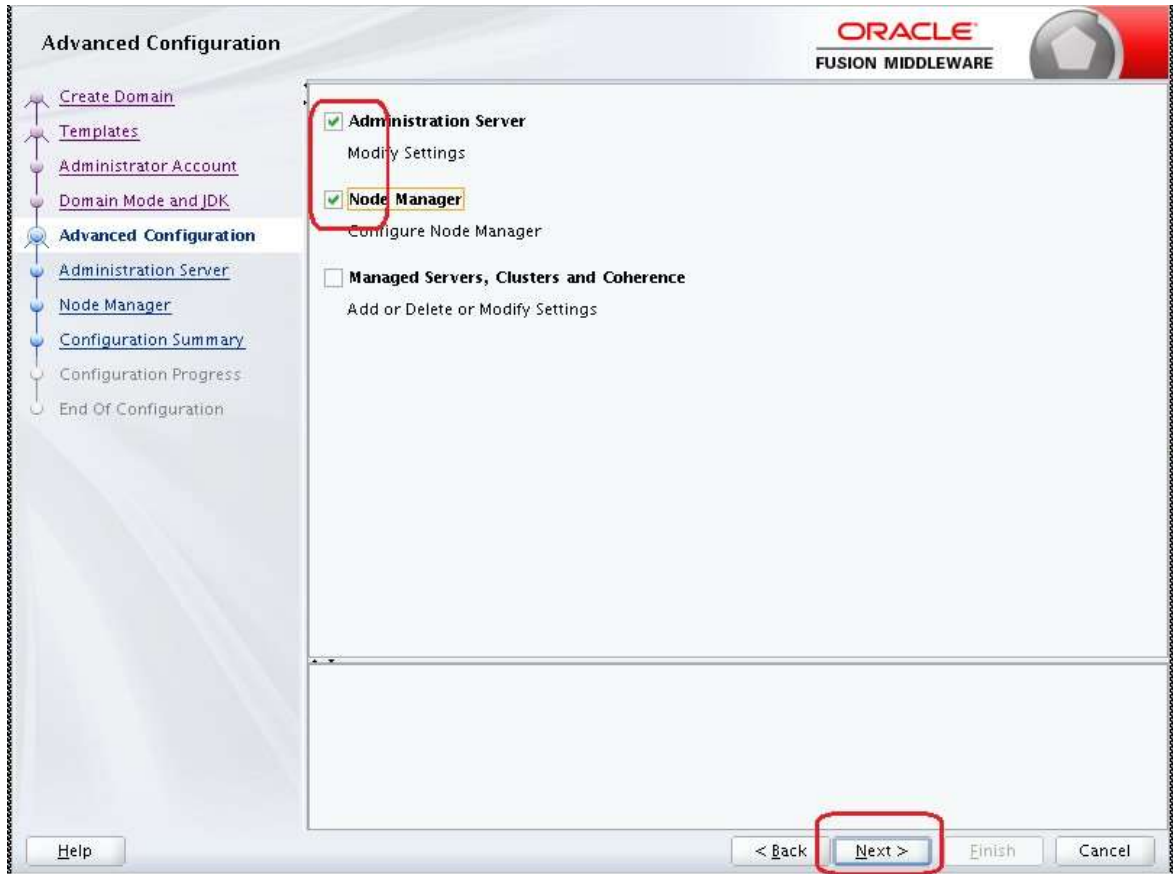 Advanced Configuration
ORACLE
FUSION MIDDLEWARE
Create Domain
Templates
Administrator Account
Domain Mode and JDK
Advanced Configuration
Administration Server
Node Manager
Configuration Summary
Configuration Progress
End Of Configuration
Administration Server
Modify Settings
Node Manager
Configure Node Manager
Managed Servers, Clusters and Coherence
Add or Delete or Modify Settings
Help
< Back
Next >
Finish
Cancel